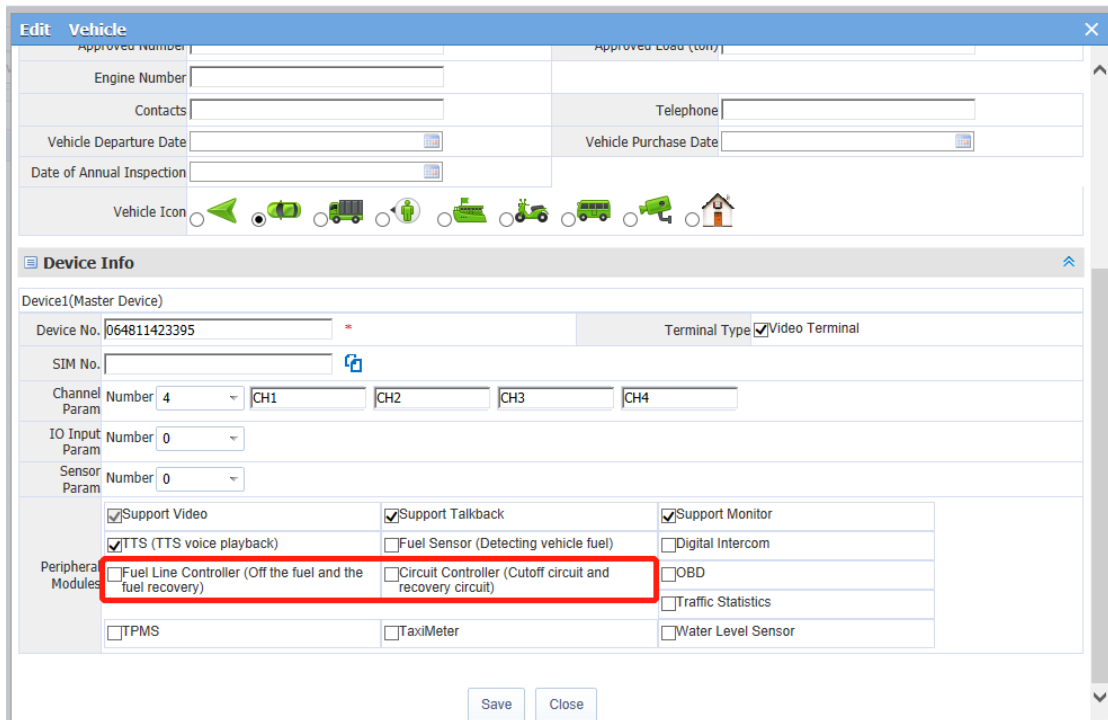 Edit Vehicle
Approved Number Approved Load (ton)
Engine Number
Contacts Telephone
Vehicle Departure Date Vehicle Purchase Date
Date of Annual Inspection
Vehicle Icon
Device Info
Device1(Master Device)
Device No. 064811423395 * Terminal Type Video Terminal
SIM No.
Channel Param Number 4 CH1 CH2 CH3 CH4
IO Input Param Number 0
Sensor Param Number 0
Peripheral Modules
Support Video Support Talkback Support Monitor
TTS (TTS voice playback) Fuel Sensor (Detecting vehicle fuel) Digital Intercom
Fuel Line Controller (Off the fuel and the fuel recovery) Circuit Controller (Cutoff circuit and recovery circuit) OBD
Traffic Statistics
TPMS TaxiMeter Water Level Sensor
Save Close